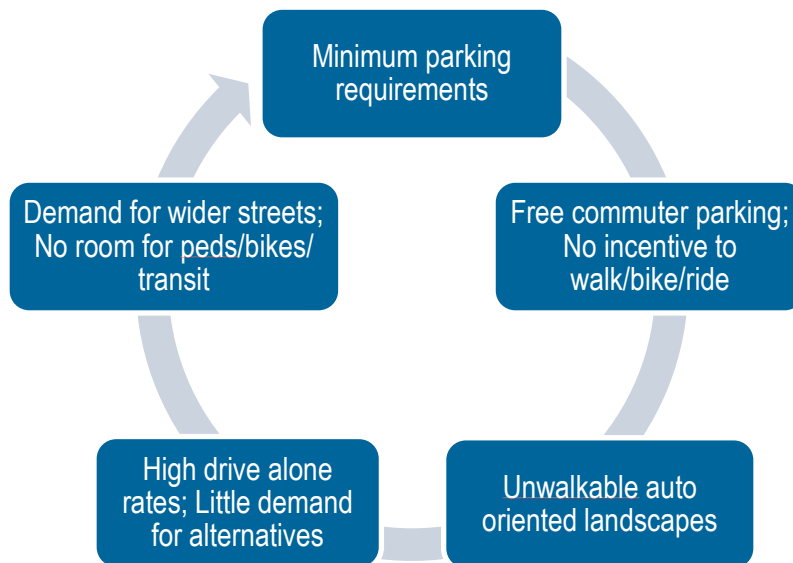 Minimum parking
requirements
Free commuter parking;
No incentive to
walk/bike/ride
Unwalkable auto
oriented landscapes
High drive alone
rates; Little demand
for alternatives
Demand for wider streets;
No room for peds/bikes/
transit